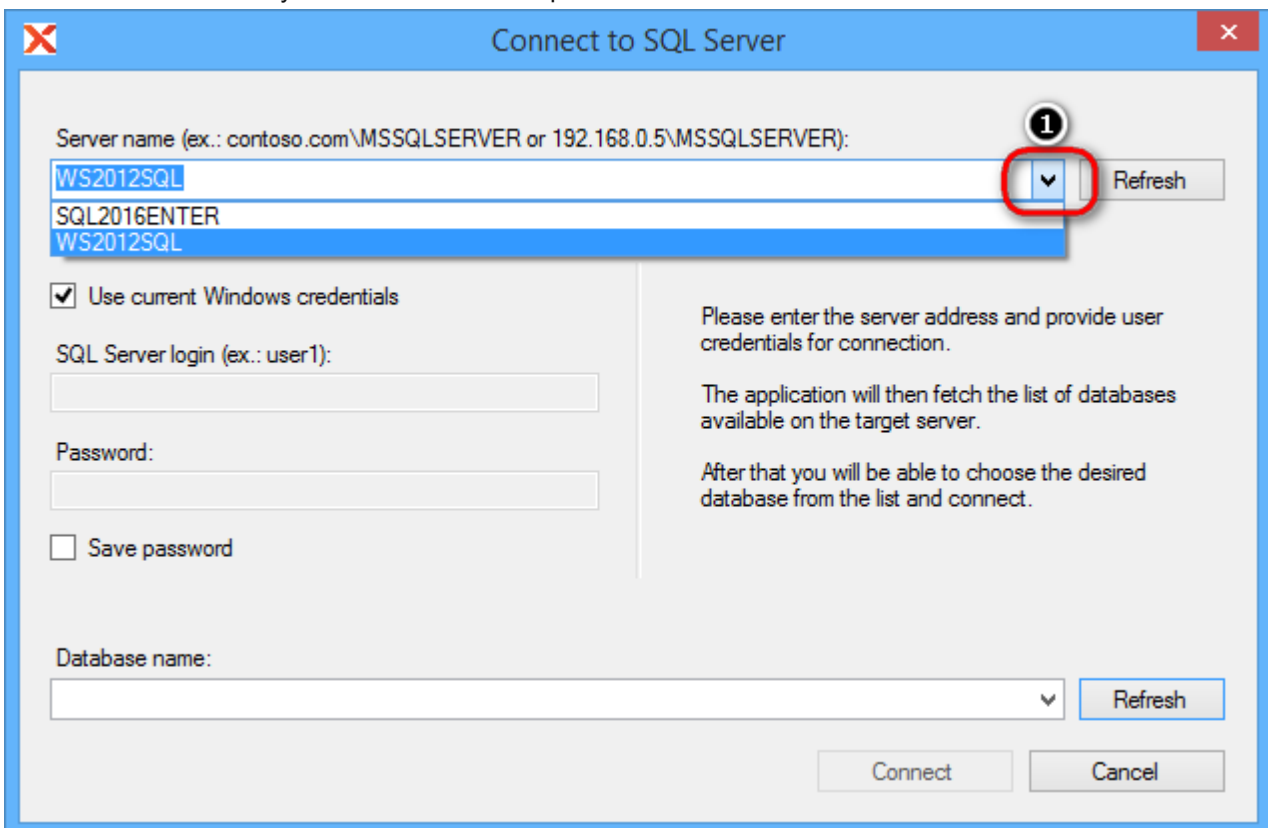 Connect to SQL Server
Server name (ex.: contoso.com\MSSQLSERVER or 192.168.0.5\MSSQLSERVER):
1
WS2012SQL
Refresh
SQL2016ENTER
WS2012SQL
Use current Windows credentials
SQL Server login (ex.: user1):
Password:
Save password
Please enter the server address and provide user
credentials for connection.
The application will then fetch the list of databases
available on the target server.
After that you will be able to choose the desired
database from the list and connect.
Database name:
Refresh
Connect
Cancel